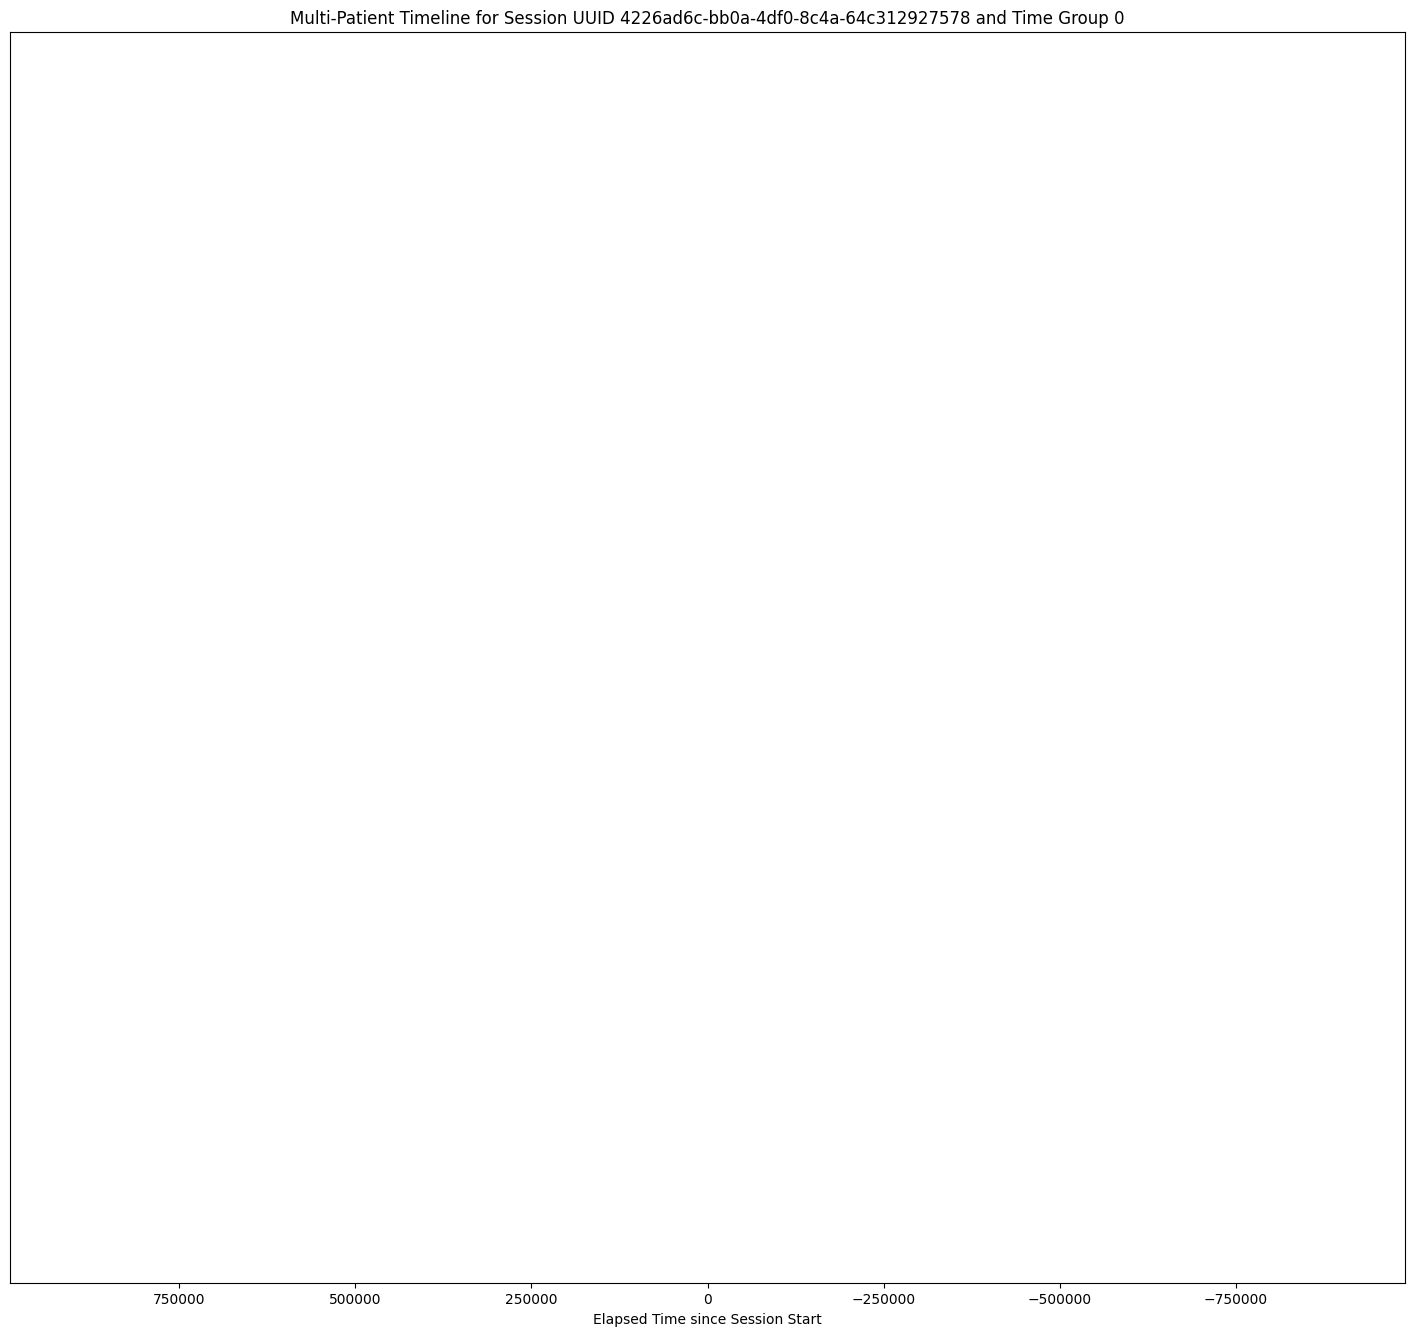 Multi-Patient Timeline for Session UUID 4226ad6c-bb0a-4df0-8c4a-64c312927578 and Time Group 0
750000 500000 250000 0 −250000 −500000 −750000
Elapsed Time since Session Start